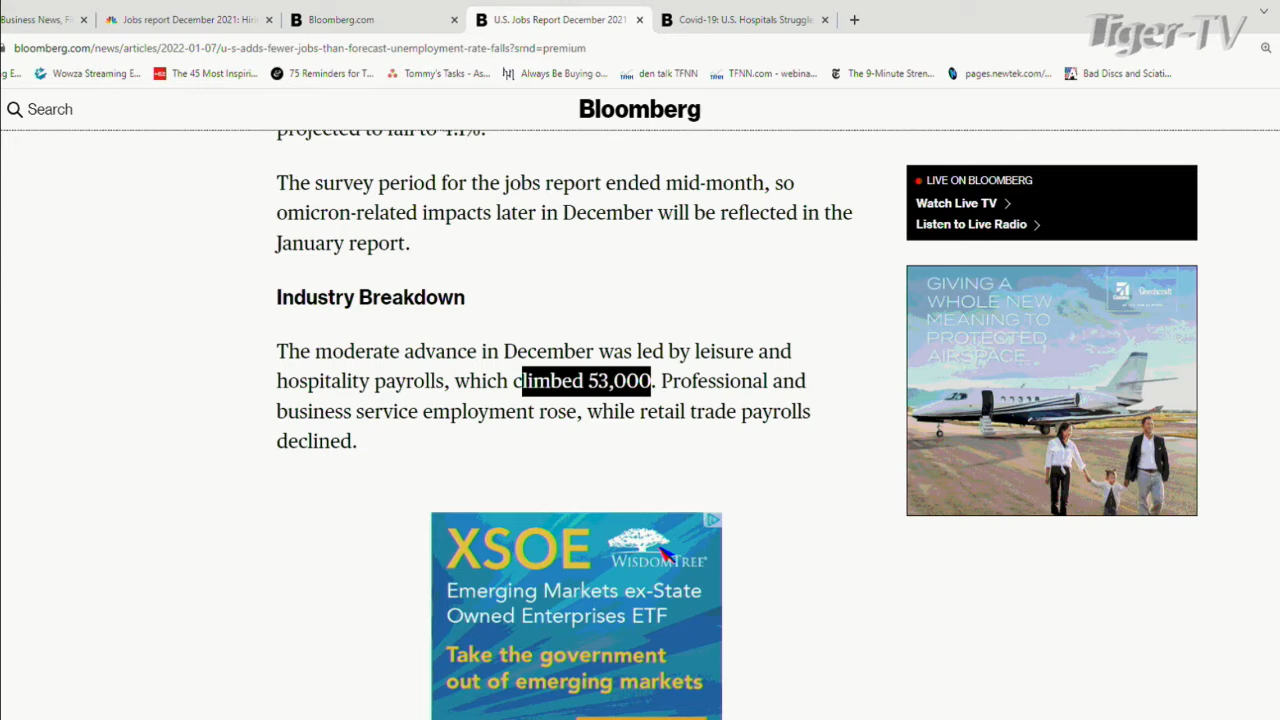 Business News, Fi
Jobs report December 2021: Hiri
Bloomberg.com
U.S. Jobs Report December 2021
Covid-19: U.S. Hospitals Struggle
Tiger-TV
bloomberg.com/news/articles/2022-01-07/u-s-adds-fewer-jobs-than-forecast-unemployment-rate-falls?srnd=premium
g E...
Wowza Streaming E...
The 45 Most Inspiri...
75 Reminders for T...
Tommy's Tasks - As...
Always Be Buying o...
den talk TFNN
TFNN.com - webina...
The 9-Minute Stren...
pages.newtek.com/...
Bad Discs and Sciati...
Search
Bloomberg
projected to fall to 4.1%.
The survey period for the jobs report ended mid-month, so
omicron-related impacts later in December will be reflected in the
January report.
Industry Breakdown
The moderate advance in December was led by leisure and
hospitality payrolls, which climbed 53,000. Professional and
business service employment rose, while retail trade payrolls
declined.
LIVE ON BLOOMBERG
Watch Live TV
Listen to Live Radio
GIVING A
WHOLE NEW
MEANING TO
PROTECTED
AIRSPACE.
Beechcraft
XSOE
WISDOMTREE
Emerging Markets ex-State
Owned Enterprises ETF
Take the government
out of emerging markets